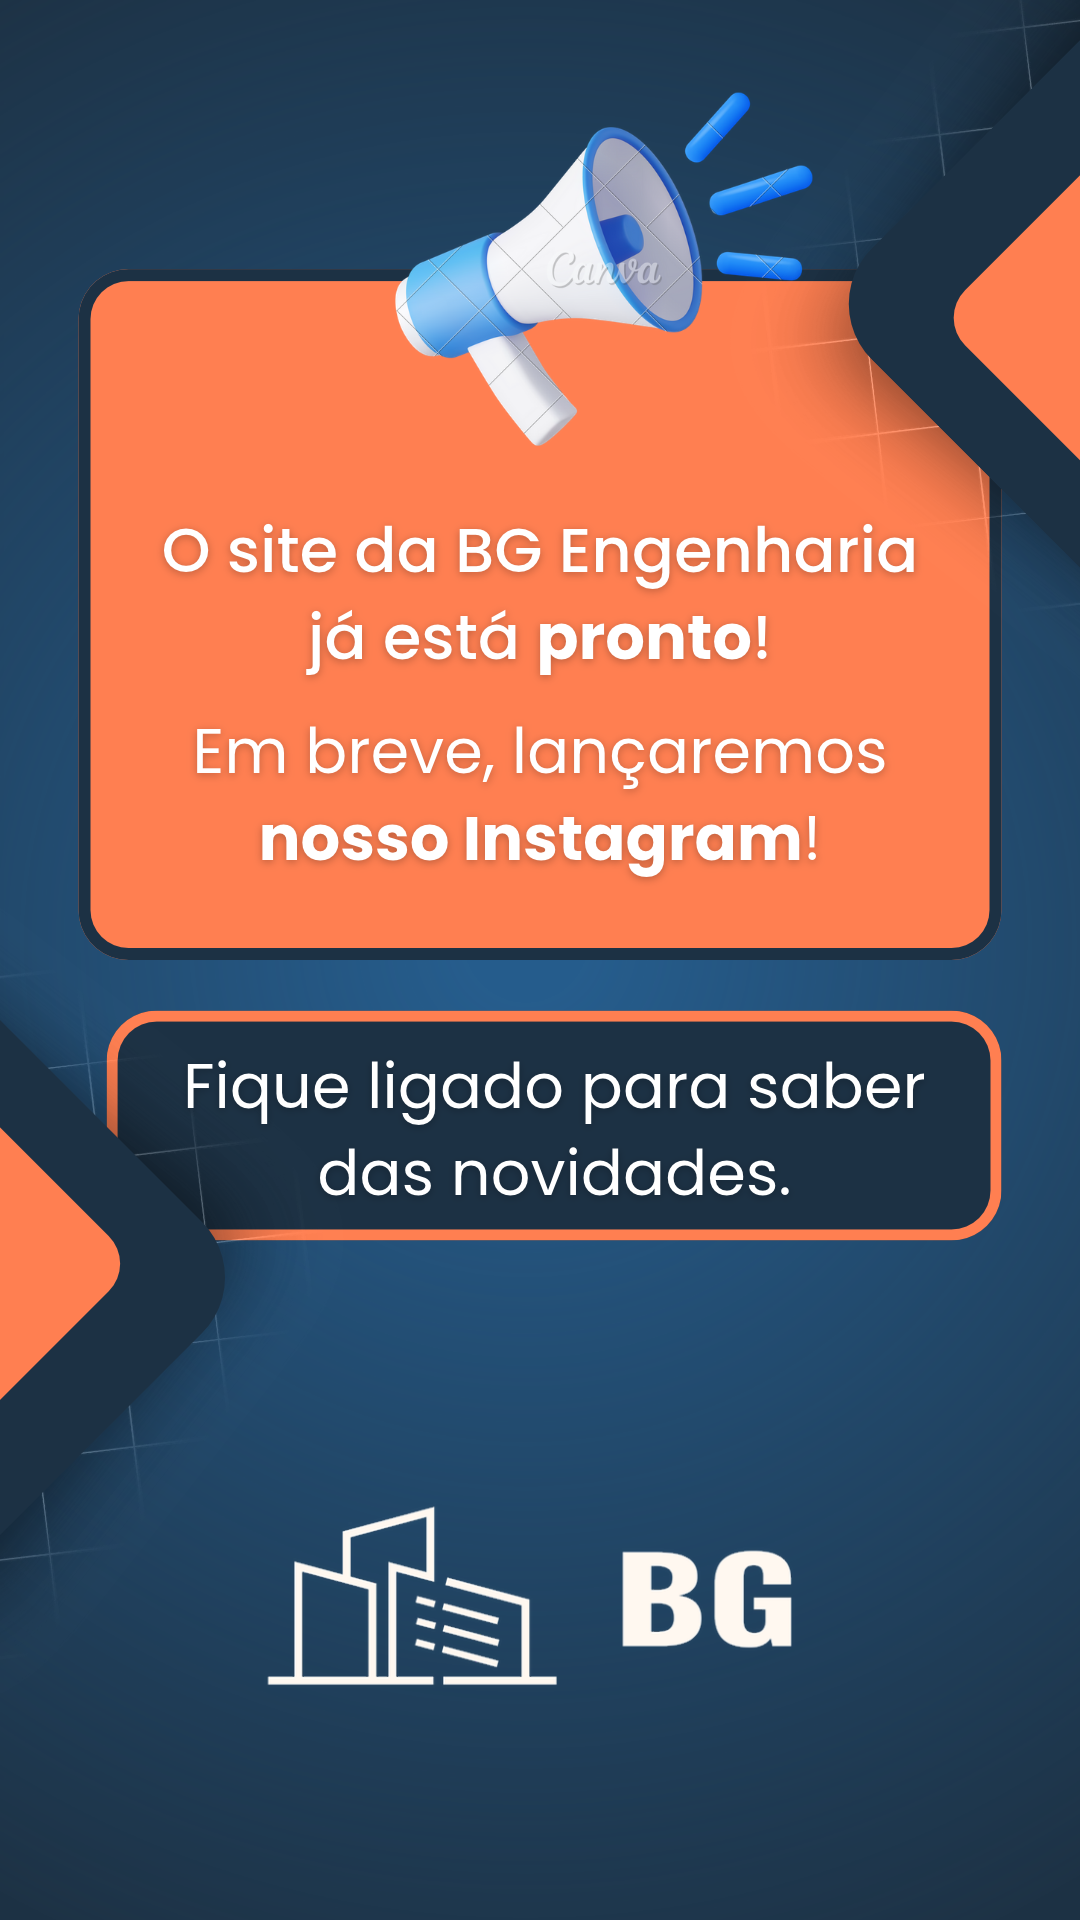 Canva
O site da BG Engenharia
já está pronto!
Em breve, lançaremos
nosso Instagram!
Fique ligado para saber
das novidades.
BG